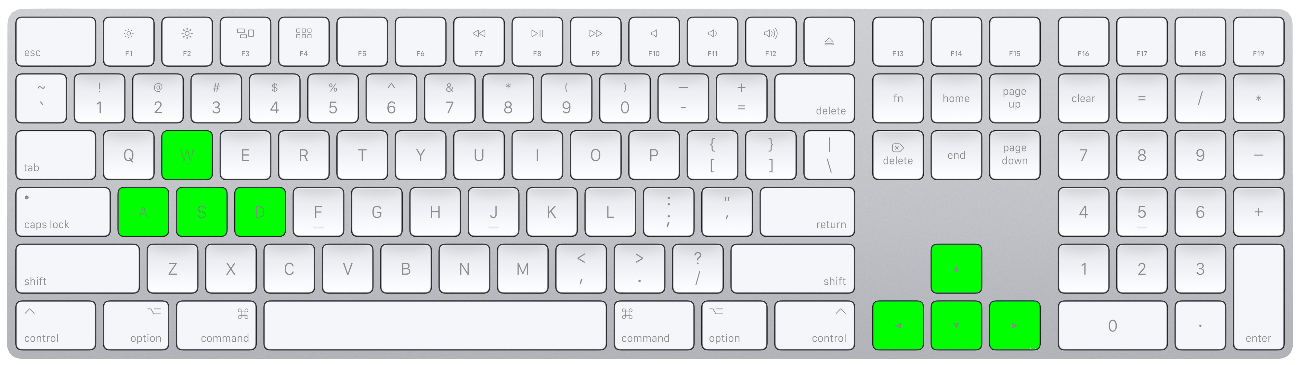 esc F1 F2 F3 F4 F5 F6 F7 F8 F9 F10 F11 F12 F13 F14 F15 F16 F17 F18 F19
~ ! @ # $ % ^ & * ( ) — +
` 1 2 3 4 5 6 7 8 9 0 - = delete fn home page up clear = / *
tab Q W E R T Y U I O P { [ } ] | \ delete end page down 7 8 9 −
caps lock A S D F G H J K L : ; " ' return 4 5 6 +
shift Z X C V B N M < , > . ? / shift 1 2 3
control option command command option control 0 . enter